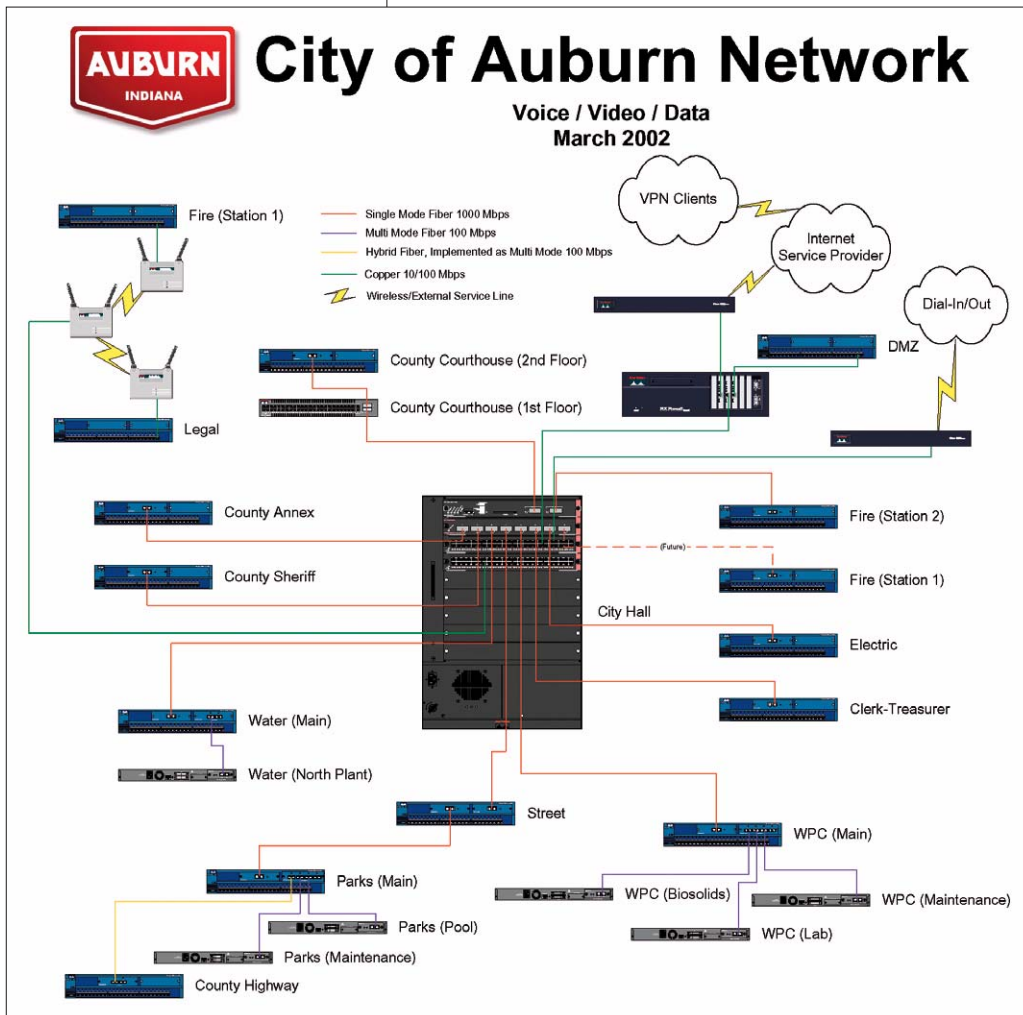 AUBURN
INDIANA
City of Auburn Network
Voice / Video / Data
March 2002
Fire (Station 1)
Single Mode Fiber 1000 Mbps
Multi Mode Fiber 100 Mbps
Hybrid Fiber, Implemented as Multi Mode 100 Mbps
Copper 10/100 Mbps
Wireless/External Service Line
VPN Clients
Internet
Service Provider
Dial-In/Out
DMZ
County Courthouse (2nd Floor)
County Courthouse (1st Floor)
Legal
County Annex
County Sheriff
Fire (Station 2)
(Future)
Fire (Station 1)
City Hall
Electric
Clerk-Treasurer
Water (Main)
Water (North Plant)
Street
WPC (Main)
Parks (Main)
WPC (Biosolids)
WPC (Maintenance)
Parks (Pool)
WPC (Lab)
Parks (Maintenance)
County Highway